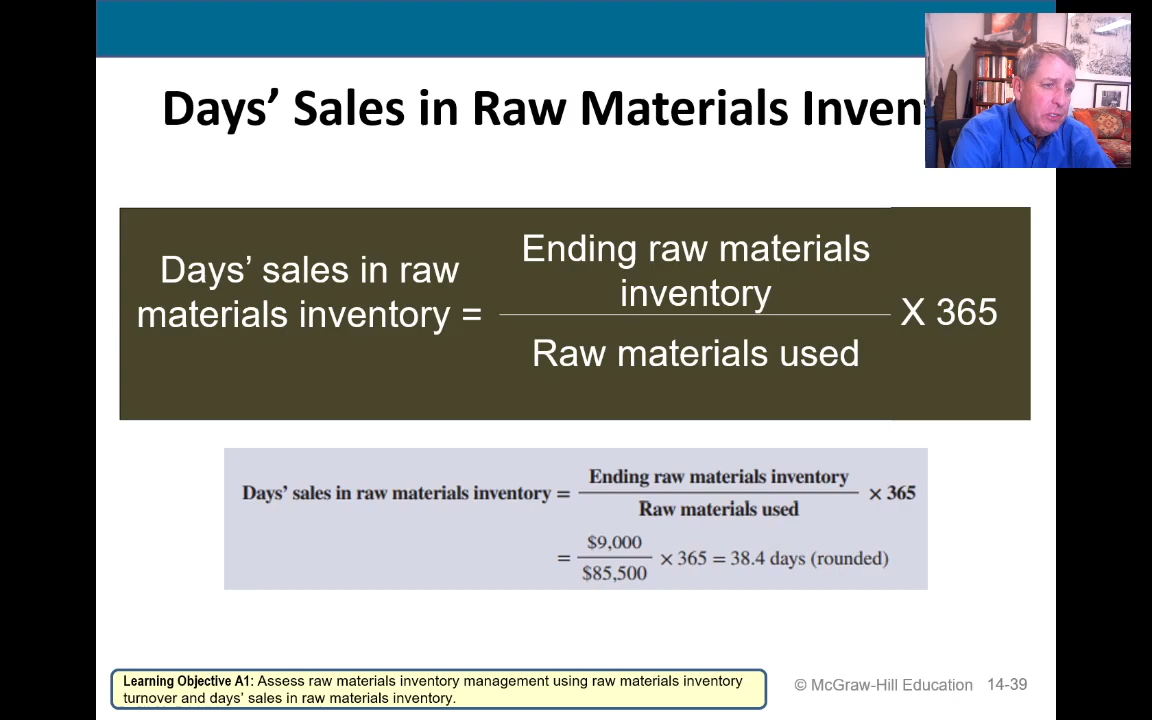 Days’ Sales in Raw Materials Inven
Days’ sales in raw
materials inventory =
Ending raw materials
inventory
Raw materials used
X 365
Days’ sales in raw materials inventory =
Ending raw materials inventory
Raw materials used
× 365
= $9,000
$85,500
× 365 = 38.4 days (rounded)
Learning Objective A1: Assess raw materials inventory management using raw materials inventory
turnover and days' sales in raw materials inventory.
© McGraw-Hill Education 14-39